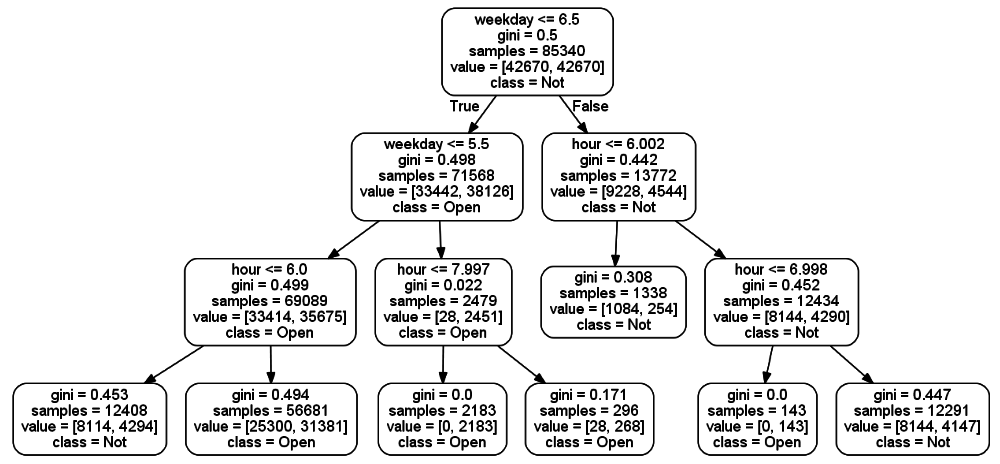 weekday <= 6.5
gini = 0.5
samples = 85340
value = [42670, 42670]
class = Not
True
False
weekday <= 5.5
gini = 0.498
samples = 71568
value = [33442, 38126]
class = Open
hour <= 6.002
gini = 0.442
samples = 13772
value = [9228, 4544]
class = Not
hour <= 6.0
gini = 0.499
samples = 69089
value = [33414, 35675]
class = Open
hour <= 7.997
gini = 0.022
samples = 2479
value = [28, 2451]
class = Open
gini = 0.308
samples = 1338
value = [1084, 254]
class = Not
hour <= 6.998
gini = 0.452
samples = 12434
value = [8144, 4290]
class = Not
gini = 0.453
samples = 12408
value = [8114, 4294]
class = Not
gini = 0.494
samples = 56681
value = [25300, 31381]
class = Open
gini = 0.0
samples = 2183
value = [0, 2183]
class = Open
gini = 0.171
samples = 296
value = [28, 268]
class = Open
gini = 0.0
samples = 143
value = [0, 143]
class = Open
gini = 0.447
samples = 12291
value = [8144, 4147]
class = Not